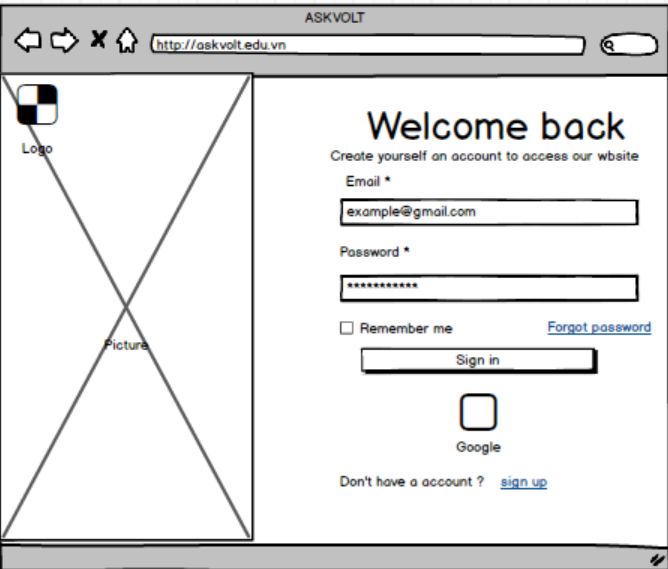 ASKVOLT
http://askvolt.edu.vn
Logo
Picture
Welcome back
Create yourself an account to access our wbsite
Email *
example@gmail.com
Password *
***********
Remember me
Forgot password
Sign in
Google
Don't have a account ? sign up